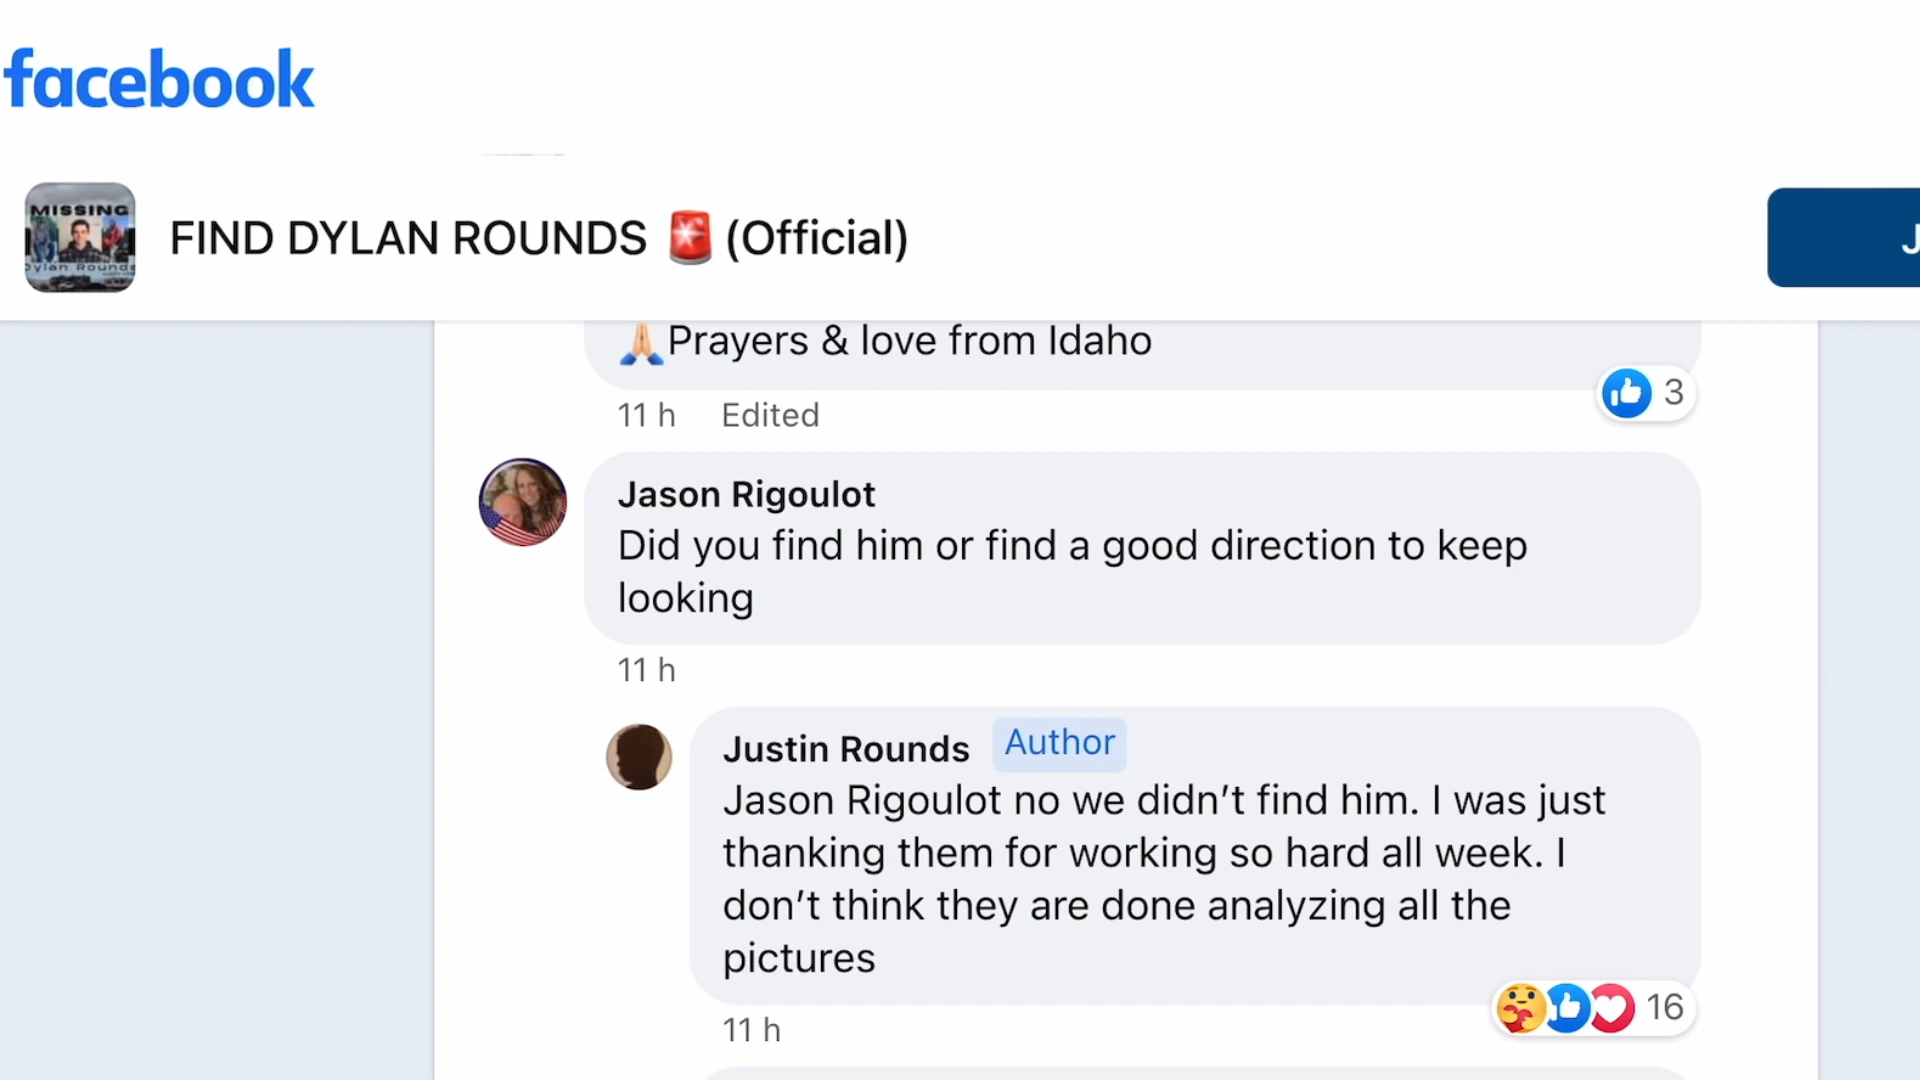 facebook
MISSING
Dylan Rounds
FIND DYLAN ROUNDS 🚨 (Official)
J
🙏🏼Prayers & love from Idaho
11 h Edited
3
Jason Rigoulot
Did you find him or find a good direction to keep
looking
11 h
Justin Rounds Author
Jason Rigoulot no we didn’t find him. I was just
thanking them for working so hard all week. I
don’t think they are done analyzing all the
pictures
16
11 h